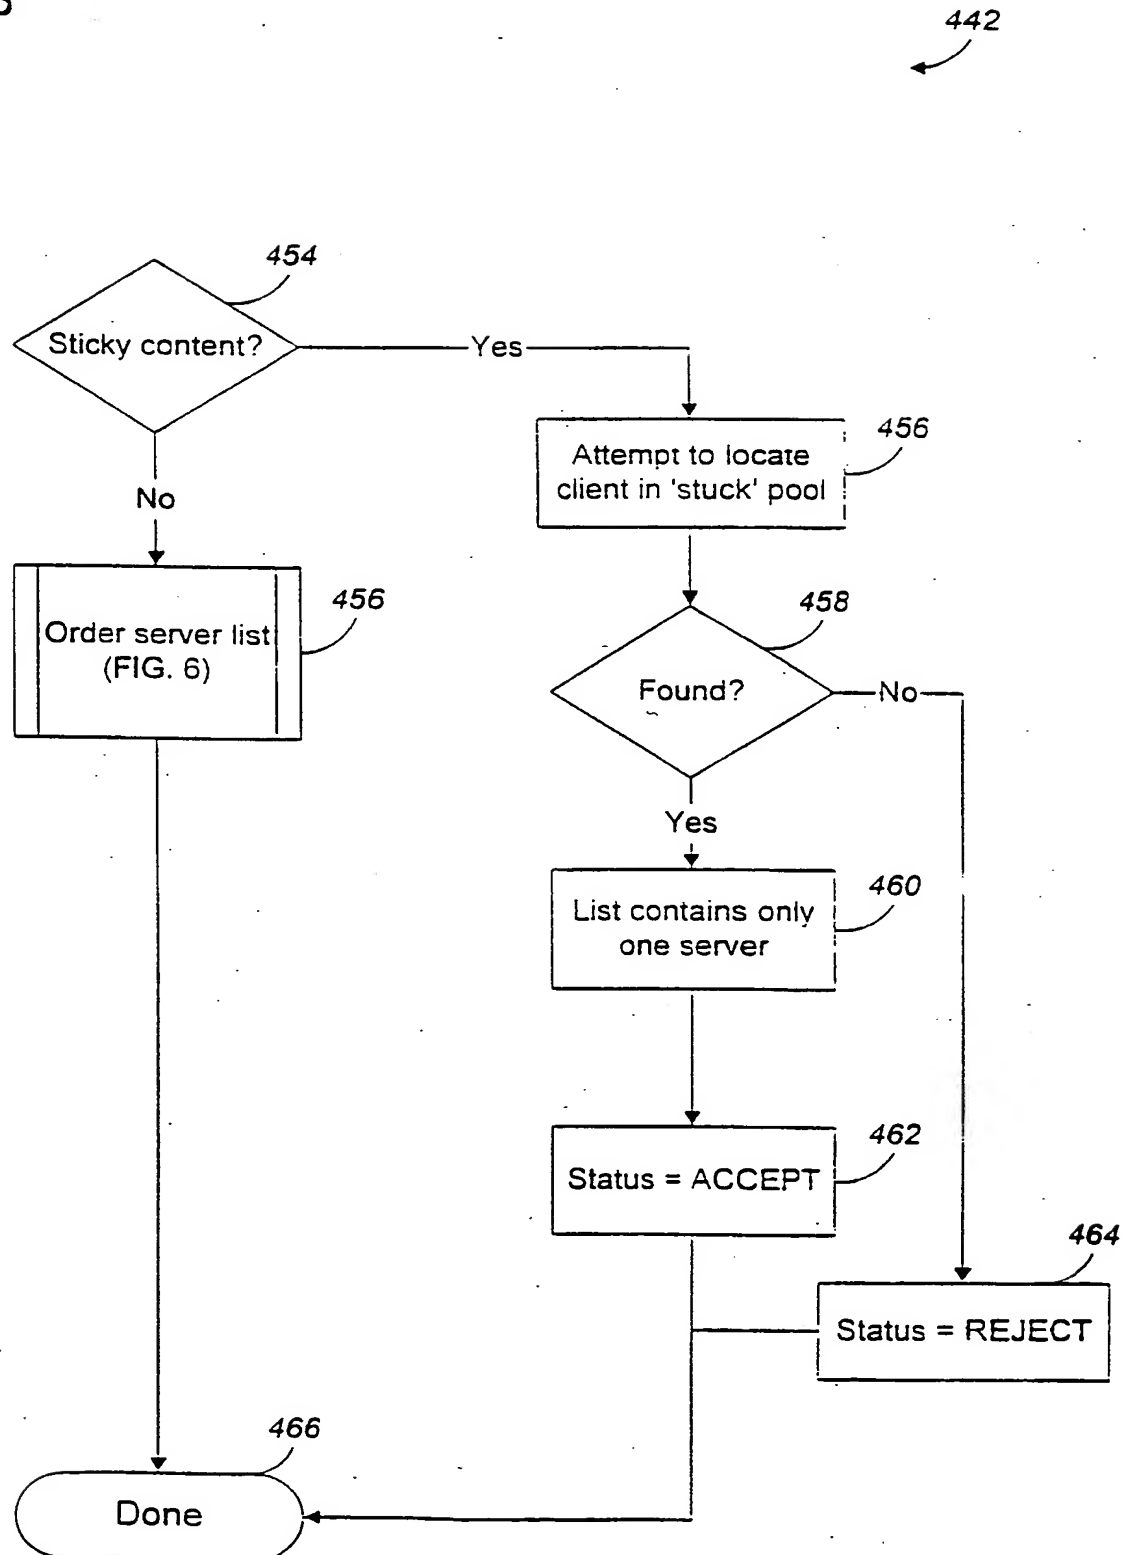 442
454
Sticky content?
Yes
456
Attempt to locate
client in 'stuck' pool
No
456
Order server list
(FIG. 6)
458
Found?
No
Yes
460
List contains only
one server
462
Status = ACCEPT
464
Status = REJECT
466
Done